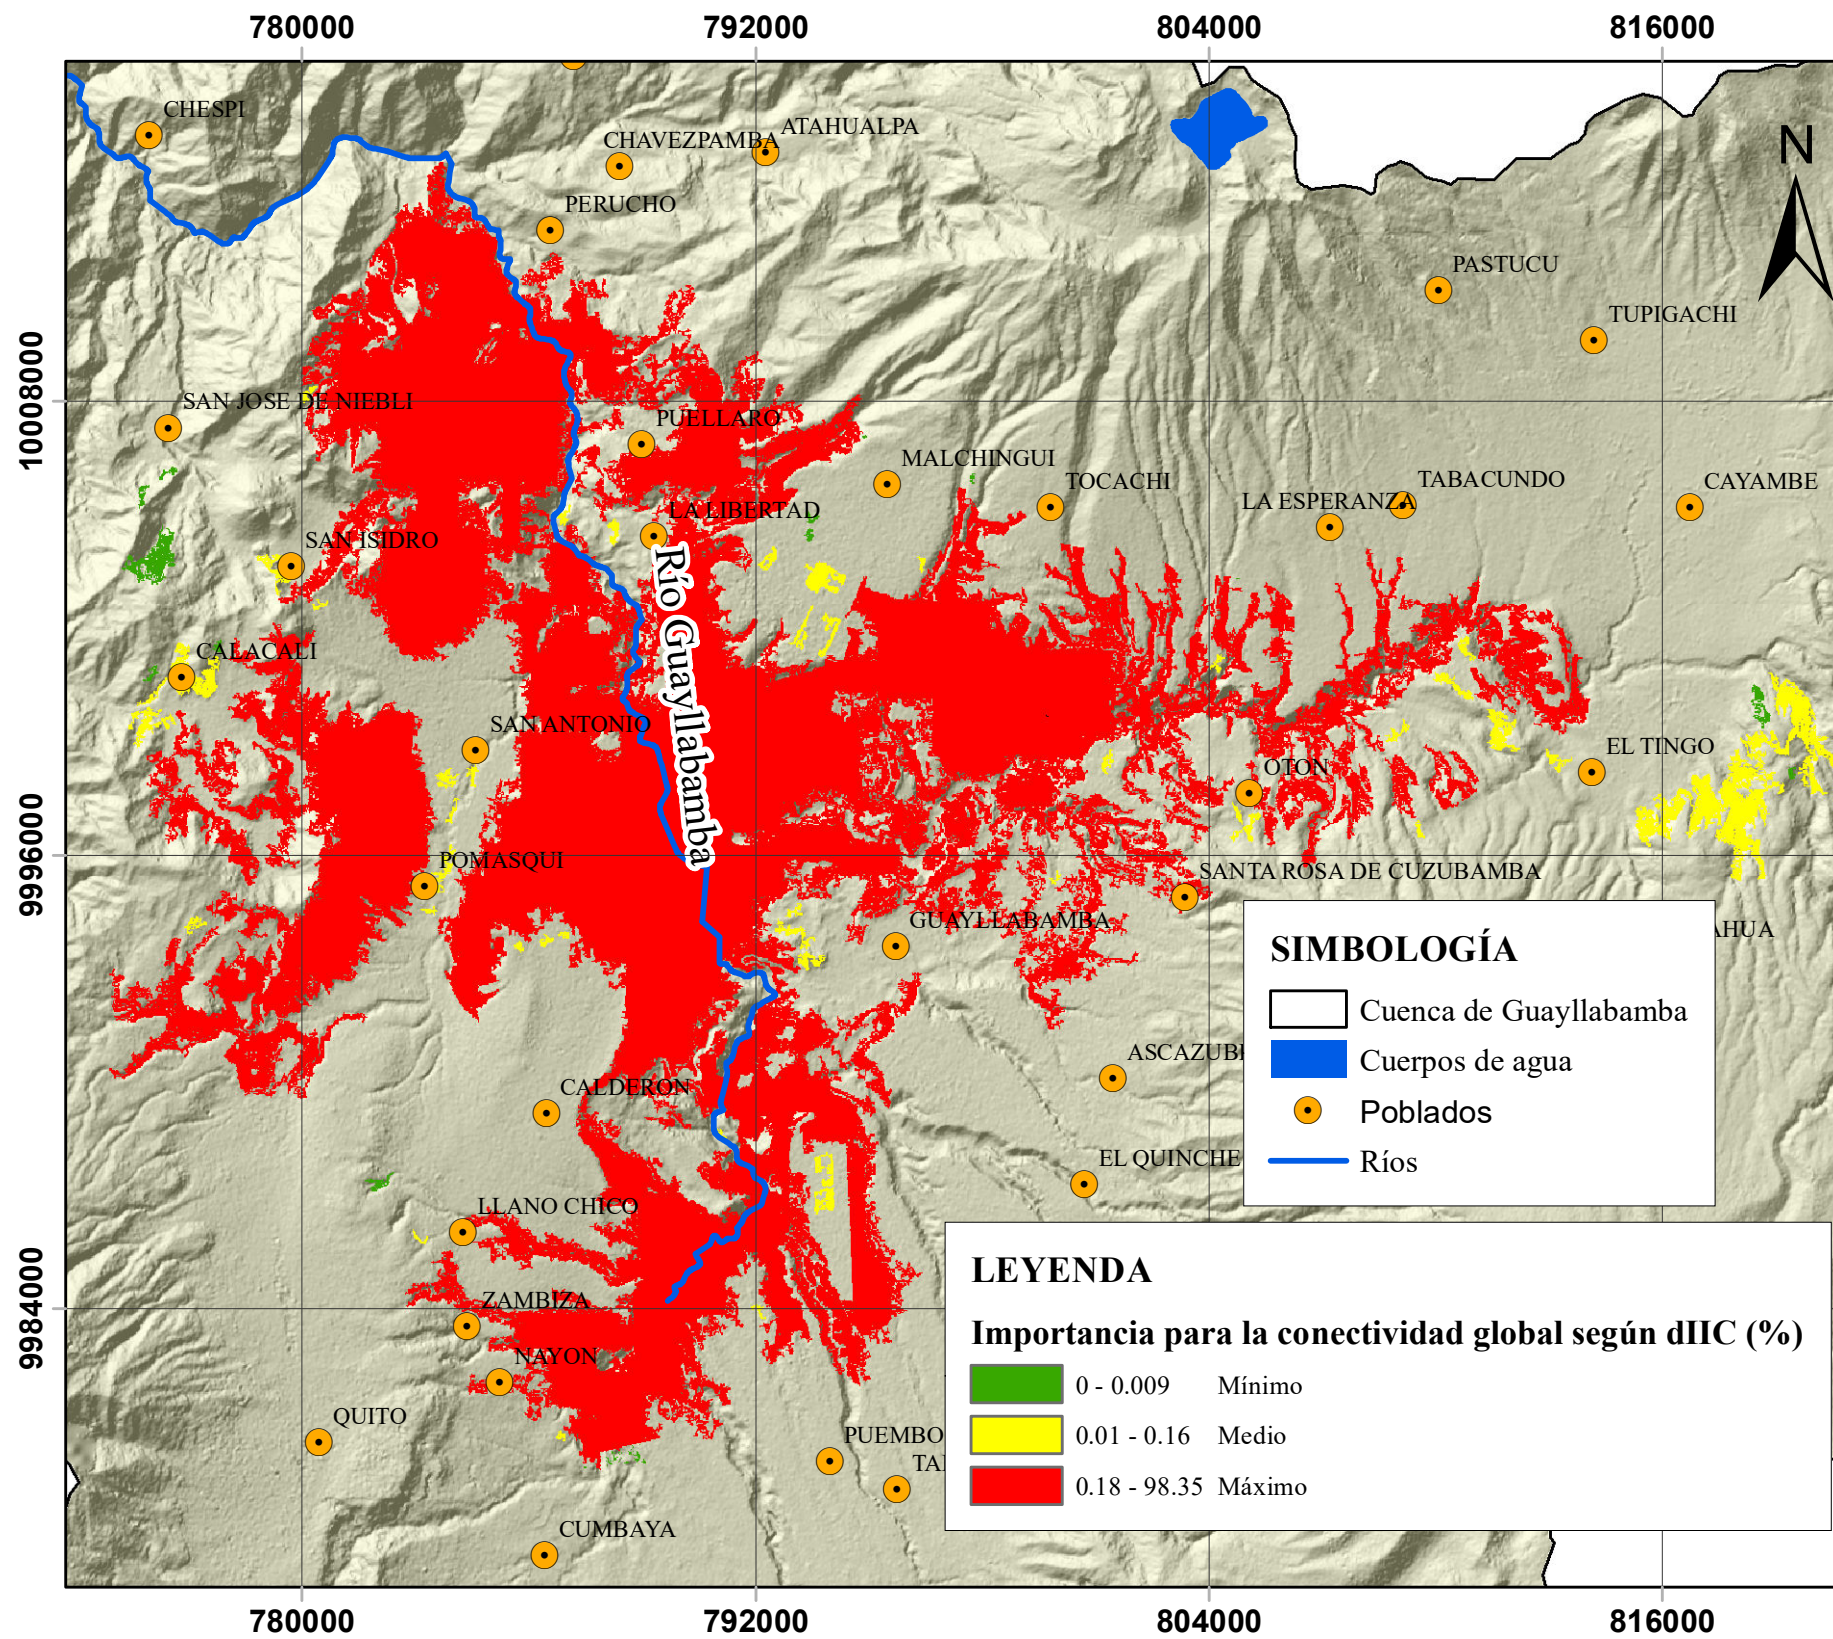 780000 792000 804000 816000
CHESPI
CHAVEZPAMBA
ATAHUALPA
N
PERUCHO
PASTUCU
TUPIGACHI
10008000
SAN JOSE DE NIEBLI
PUELLARO
MALCHINGUI
TOCACHI
LA ESPERANZA
TABACUNDO
CAYAMBE
LA LIBERTAD
SAN ISIDRO
Río Guayllabamba
CALACALI
SAN ANTONIO
EL TINGO
OTON
9996000
POMASQUI
SANTA ROSA DE CUZUBAMBA
GUAYLLABAMBA
AHUA
SIMBOLOGÍA
Cuenca de Guayllabamba
Cuerpos de agua
Poblados
Ríos
ASCAZUBI
CALDERON
EL QUINCHE
LLANO CHICO
9984000
ZAMBIZA
NAYON
QUITO
PUEMBO
TA
CUMBAYA
LEYENDA
Importancia para la conectividad global según dIIC (%)
0 - 0.009 Mínimo
0.01 - 0.16 Medio
0.18 - 98.35 Máximo
780000 792000 804000 816000